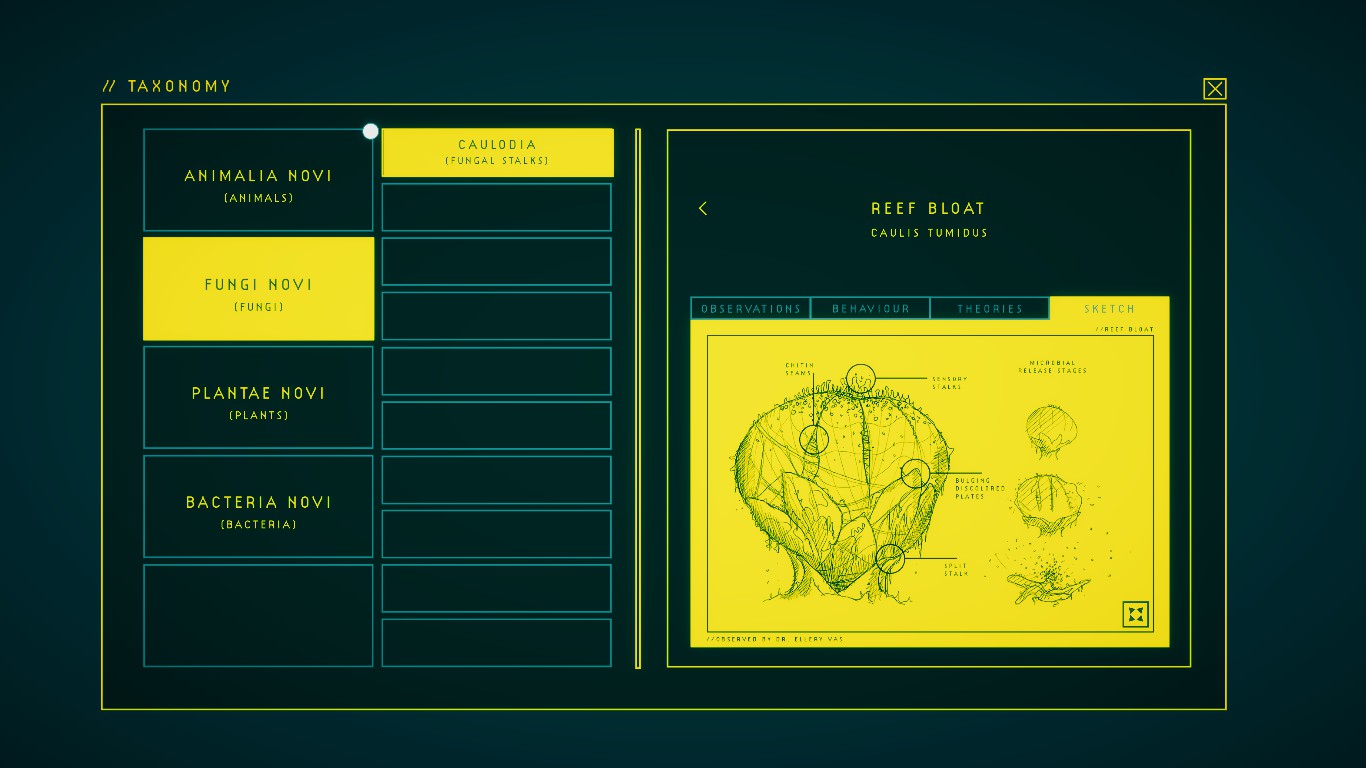 // TAXONOMY
ANIMALIA NOVI
(ANIMALS)
FUNGI NOVI
(FUNGI)
PLANTAE NOVI
(PLANTS)
BACTERIA NOVI
(BACTERIA)
CAULODIA
(FUNGAL STALKS)
REEF BLOAT
CAULIS TUMIDUS
OBSERVATIONS
BEHAVIOUR
THEORIES
SKETCH
//REEF BLOAT
CHITIN
SEAMS
SENSORY
STALKS
BULGING
DISCOLORED
PLATES
SPLIT
STALK
MICROBIAL
RELEASE STAGES
//OBSERVED BY DR. ELLERY VAS